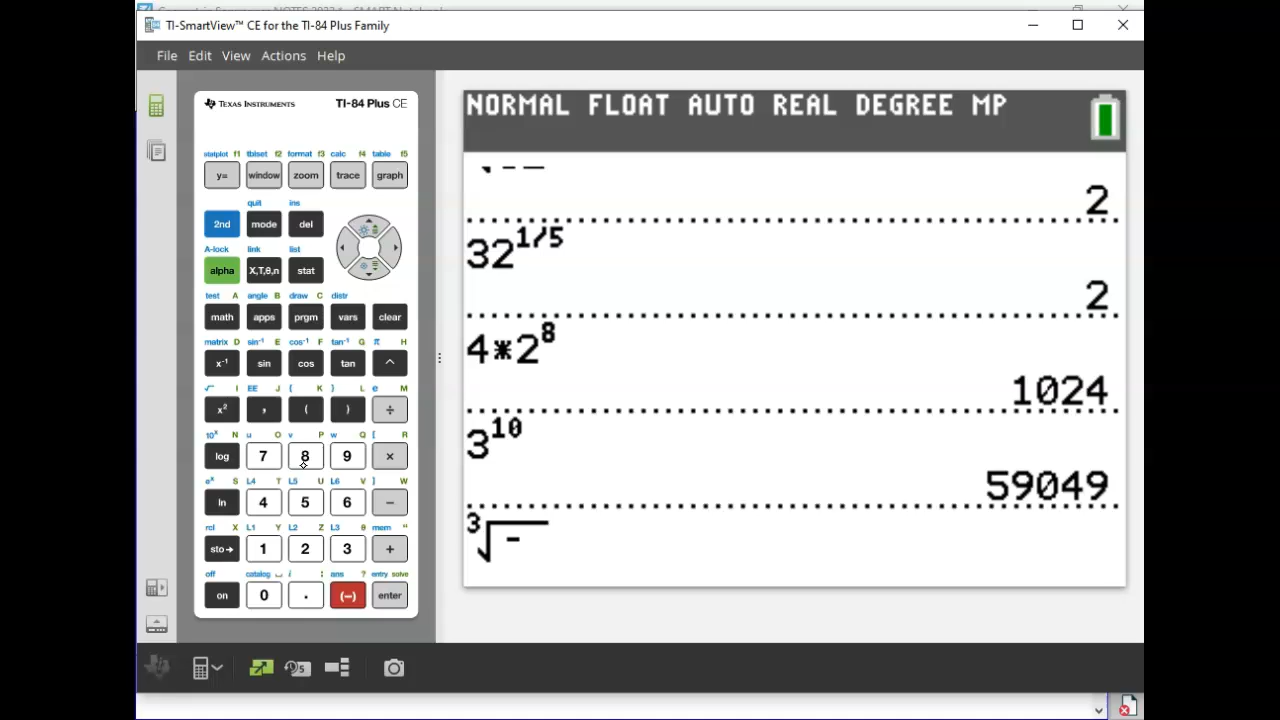 TI-SmartView™ CE for the TI-84 Plus Family
File Edit View Actions Help
TEXAS INSTRUMENTS TI-84 Plus CE
statplot f1 tblset f2 format f3 calc f4 table f5
y= window zoom trace graph
quit ins
2nd mode del
A-lock link list
alpha X,T,θ,n stat
test A angle B draw C distr
math apps prgm vars clear
matrix D sin⁻¹ E cos⁻¹ F tan⁻¹ G π H
x⁻¹ sin cos tan ^
√ I EE J { K } L e M
x² , ( ) ÷
10ˣ N u O v P w Q [ R
log 7 8 9 ×
eˣ S L4 T L5 U L6 V ] W
ln 4 5 6 −
rcl X L1 Y L2 Z L3 θ mem "
sto→ 1 2 3 +
off catalog ⎵ i : ans ? entry solve
on 0 . (−) enter
NORMAL FLOAT AUTO REAL DEGREE MP
2
32^1/5
2
4*2^8
1024
3^10
59049
³√-